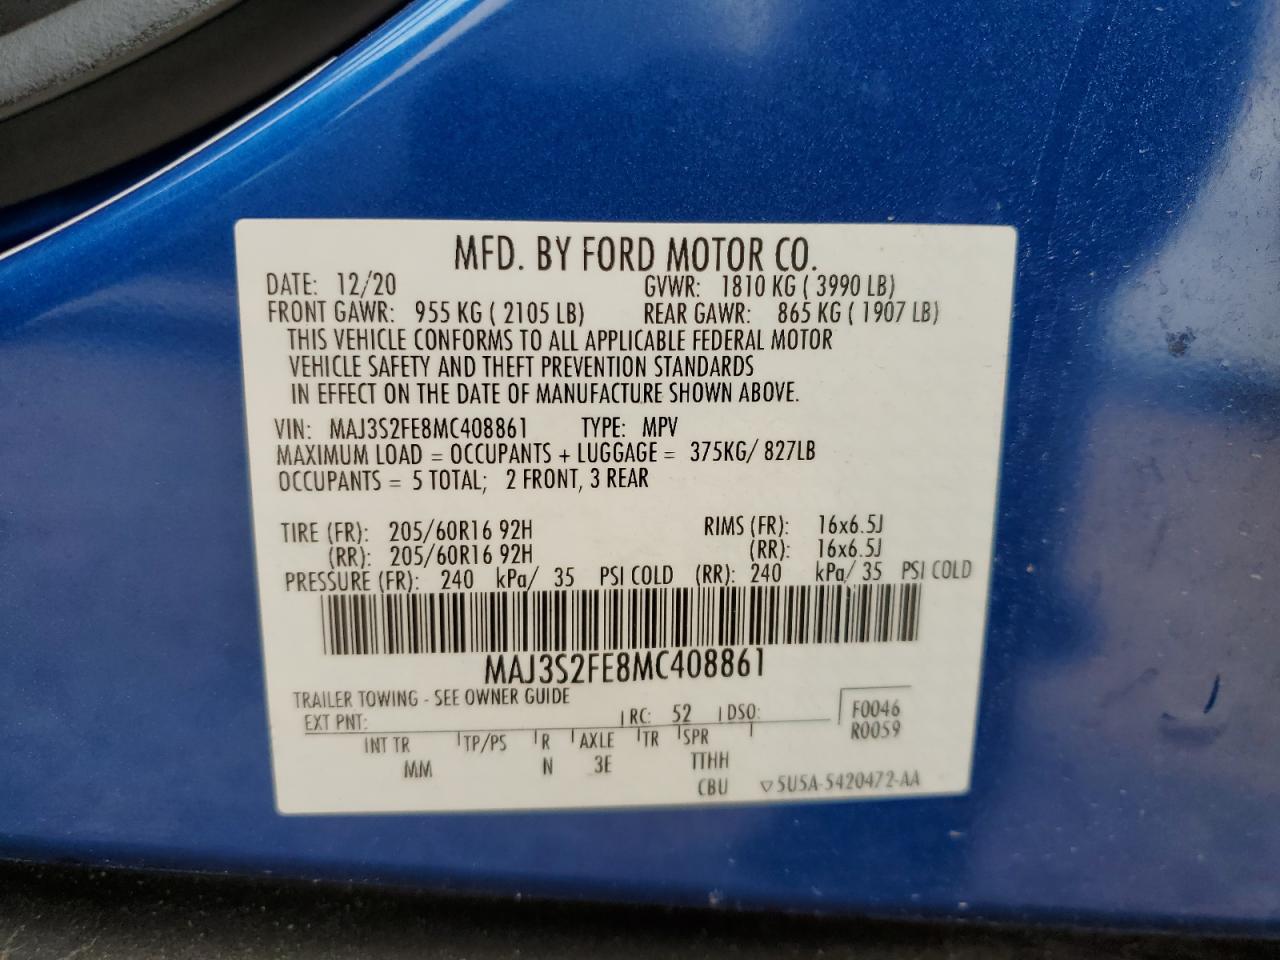 MFD. BY FORD MOTOR CO.
DATE: 12/20 GVWR: 1810 KG ( 3990 LB)
FRONT GAWR: 955 KG ( 2105 LB) REAR GAWR: 865 KG ( 1907 LB)
THIS VEHICLE CONFORMS TO ALL APPLICABLE FEDERAL MOTOR
VEHICLE SAFETY AND THEFT PREVENTION STANDARDS
IN EFFECT ON THE DATE OF MANUFACTURE SHOWN ABOVE.
VIN: MAJ3S2FE8MC408861 TYPE: MPV
MAXIMUM LOAD = OCCUPANTS + LUGGAGE = 375KG/ 827LB
OCCUPANTS = 5 TOTAL; 2 FRONT, 3 REAR
TIRE (FR): 205/60R16 92H RIMS (FR): 16x6.5J
(RR): 205/60R16 92H (RR): 16x6.5J
PRESSURE (FR): 240 kPa/ 35 PSI COLD (RR): 240 kPa/ 35 PSI COLD
MAJ3S2FE8MC408861
TRAILER TOWING - SEE OWNER GUIDE
EXT PNT: RC: 52 DSO: F0046
R0059
INT TR TP/PS R AXLE TR SPR
MM N 3E TTHH
CBU ▽5U5A-5420472-AA